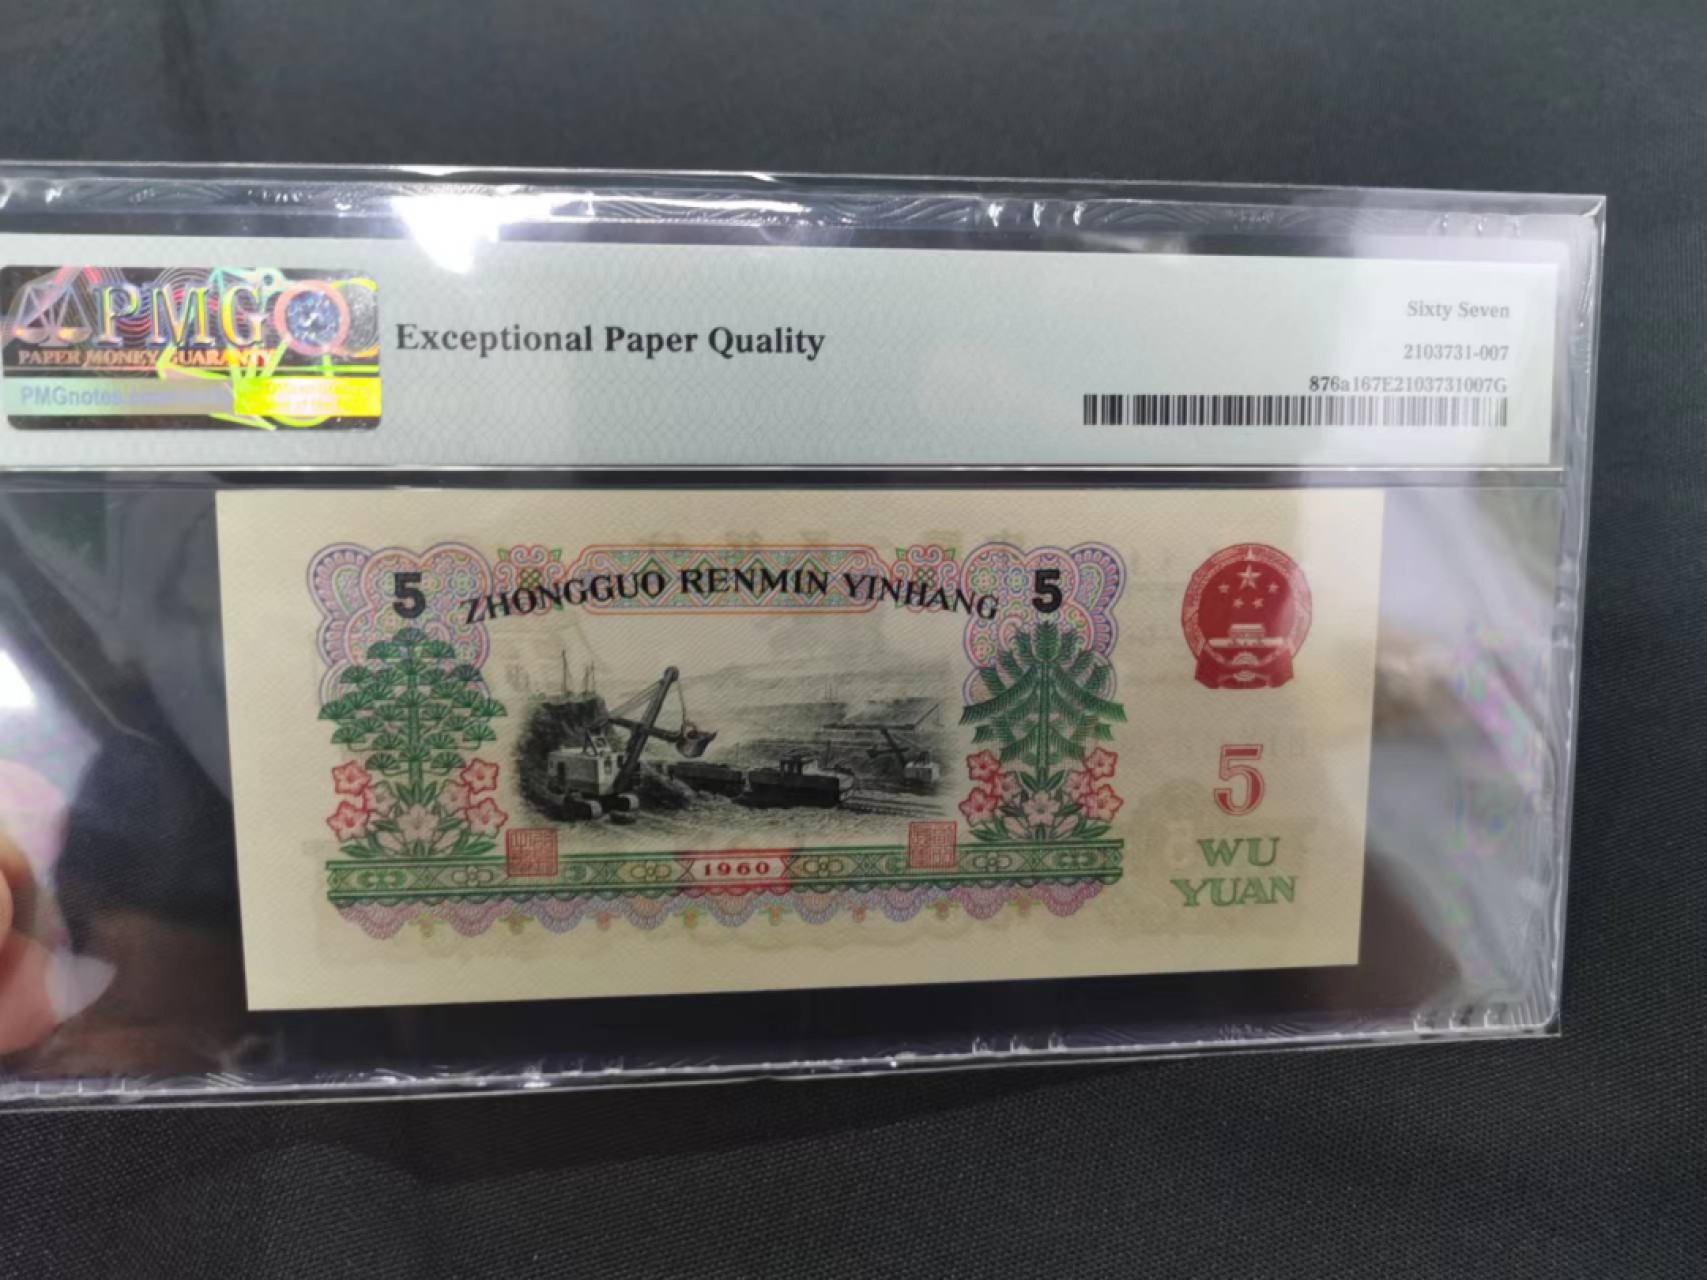 PMG
PAPER MONEY GUARANTY
PMGnotes.com
Exceptional Paper Quality
Sixty Seven
2103731-007
876a167E2103731007G
5 ZHONGGUO RENMIN YINHANG 5
5
WU
YUAN
1960